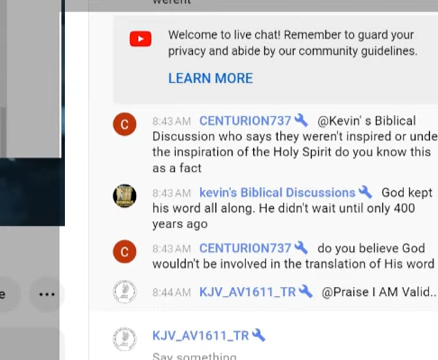 werent
Welcome to live chat! Remember to guard your
privacy and abide by our community guidelines.
LEARN MORE
C 8:43 AM CENTURION737 @Kevin' s Biblical
Discussion who says they weren't inspired or unde
the inspiration of the Holy Spirit do you know this
as a fact
8:43 AM kevin's Biblical Discussions God kept
his word all along. He didn't wait until only 400
years ago
C 8:43 AM CENTURION737 do you believe God
wouldn't be involved in the translation of His word
8:44 AM KJV_AV1611_TR @Praise I AM Valid..
KJV_AV1611_TR
Say something